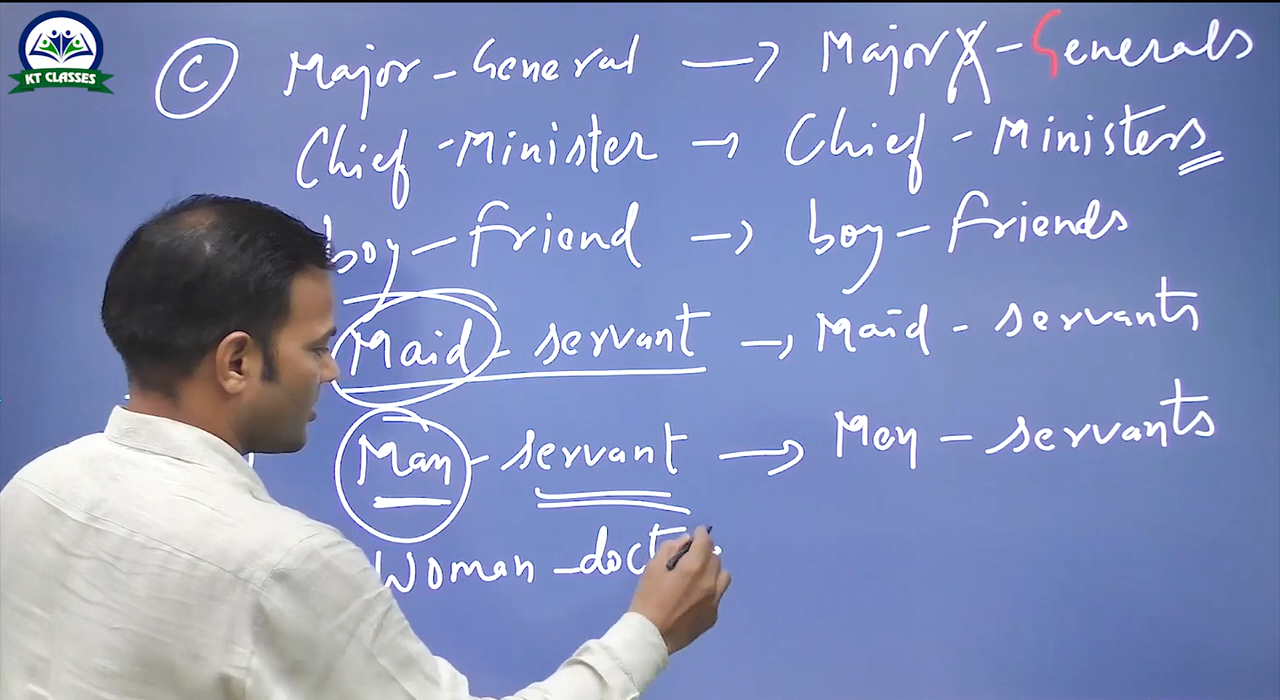 KT CLASSES
C Major-General → Majors-Generals
Chief-Minister → Chief-Ministers
boy-friend → boy-friends
Maid-servant → Maid-servants
Man-servant → Men-servants
Woman-doct